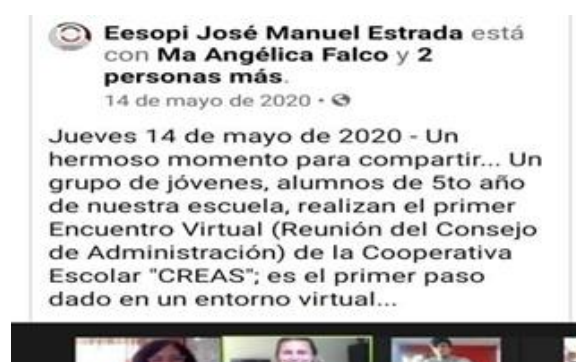 Eesopi José Manuel Estrada está
con Ma Angélica Falco y 2
personas más.
14 de mayo de 2020 ·
Jueves 14 de mayo de 2020 - Un
hermoso momento para compartir... Un
grupo de jóvenes, alumnos de 5to año
de nuestra escuela, realizan el primer
Encuentro Virtual (Reunión del Consejo
de Administración) de la Cooperativa
Escolar "CREAS"; es el primer paso
dado en un entorno virtual...